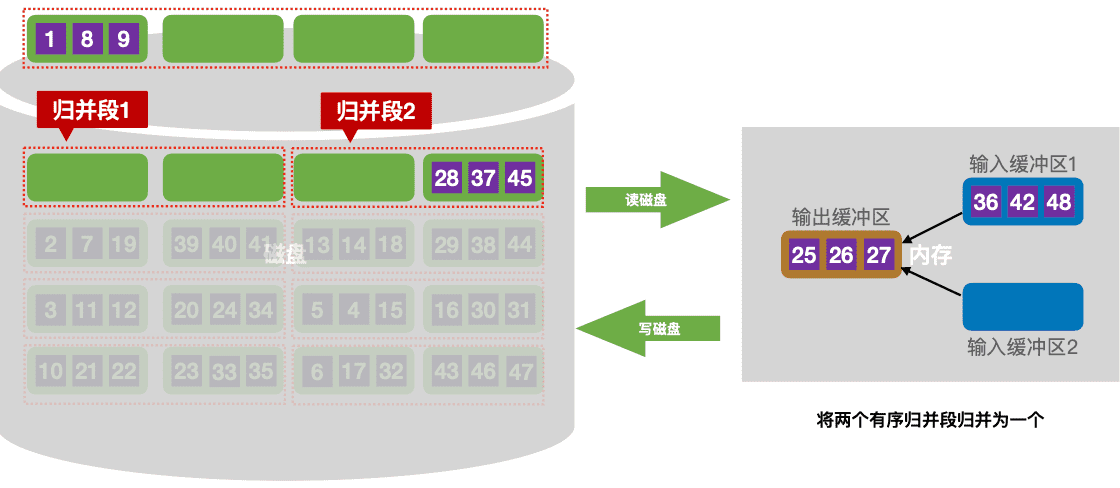 1 8 9
归并段1
归并段2
28 37 45
2 7 19 39 40 41 13 14 18 29 38 44
磁盘
3 11 12 20 24 34 5 4 15 16 30 31
10 21 22 23 33 35 6 17 32 43 46 47
读磁盘
写磁盘
输入缓冲区1
36 42 48
输出缓冲区
25 26 27
内存
输入缓冲区2
将两个有序归并段归并为一个